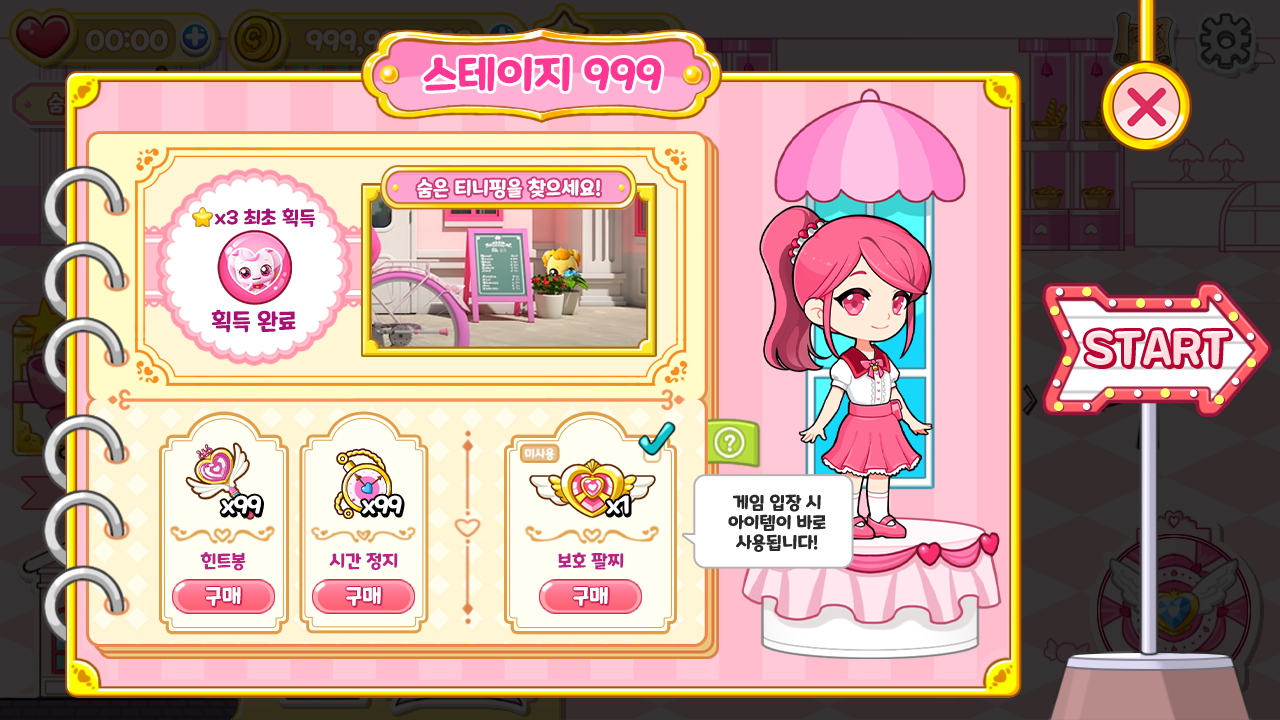 00:00
999,9
스테이지 999
숨
x3 최초 획득
획득 완료
숨은 티니핑을 찾으세요!
START
x99
힌트봉
구매
x99
시간 정지
구매
미사용
x1
보호 팔찌
구매
?
게임 입장 시
아이템이 바로
사용됩니다!